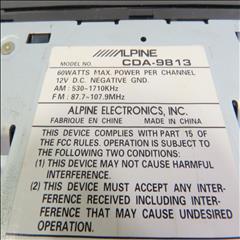 ALPINE
MODEL NO. CDA-9813
60WATTS MAX. POWER PER CHANNEL
12V D.C. NEGATIVE GND.
AM : 530-1710KHz
FM : 87.7-107.9MHz
ALPINE ELECTRONICS, INC.
FABRIQUE EN CHINE MADE IN CHINA
THIS DEVICE COMPLIES WITH PART 15 OF
THE FCC RULES. OPERATION IS SUBJECT TO
THE FOLLOWING TWO CONDITIONS:
(1) THIS DEVICE MAY NOT CAUSE HARMFUL
INTERFERENCE.
(2) THIS DEVICE MUST ACCEPT ANY INTER-
FERENCE RECEIVED INCLUDING INTER-
FERENCE THAT MAY CAUSE UNDESIRED
OPERATION.